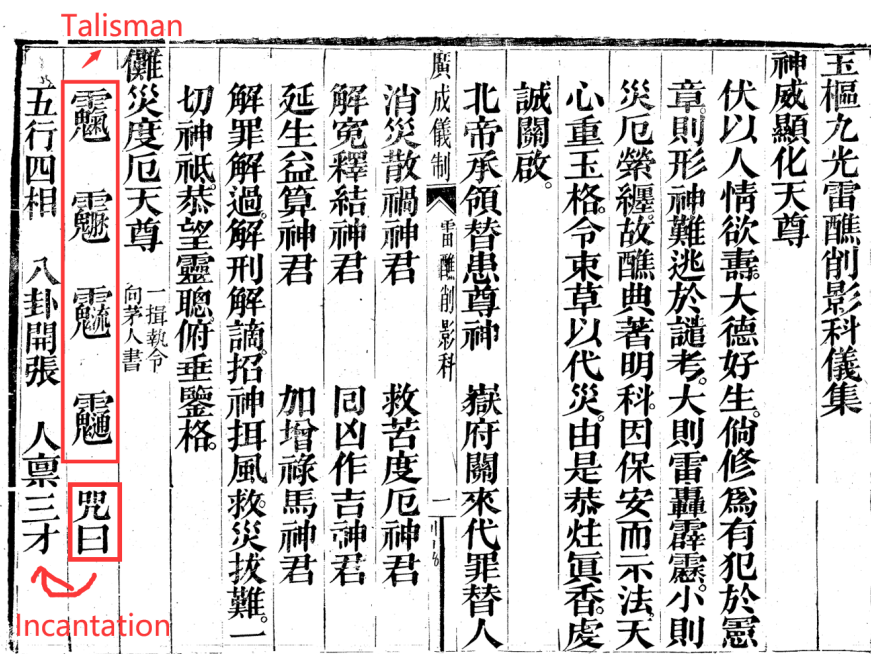 Talisman
玉樞九光雷醮削影科儀集
神威顯化天尊
伏以人情欲壽。大德好生。倘修爲有犯於憲
章。則形神難逃於譴考。大則雷轟霹靂。小則
災厄縈纏。故醮典著明科。因保安而示法。天
心重玉格。令束草以代災。由是恭炷眞香。虔
誠關啟。
北帝承領替患尊神 嶽府關來代罪替人
廣成儀制 雷醮削影科 一
消災散禍神君 救苦度厄神君
解寃釋結神君 囘凶作吉神君
延生益算神君 加增祿馬神君
解罪解過。解刑解謫。招神挕風。救災拔難。一
切神祇。恭望靈聰俯垂鑒格。
儺災度厄天尊 一揖執令
向茅人書
咒曰
五行四相 八卦開張 人禀三才
Incantation